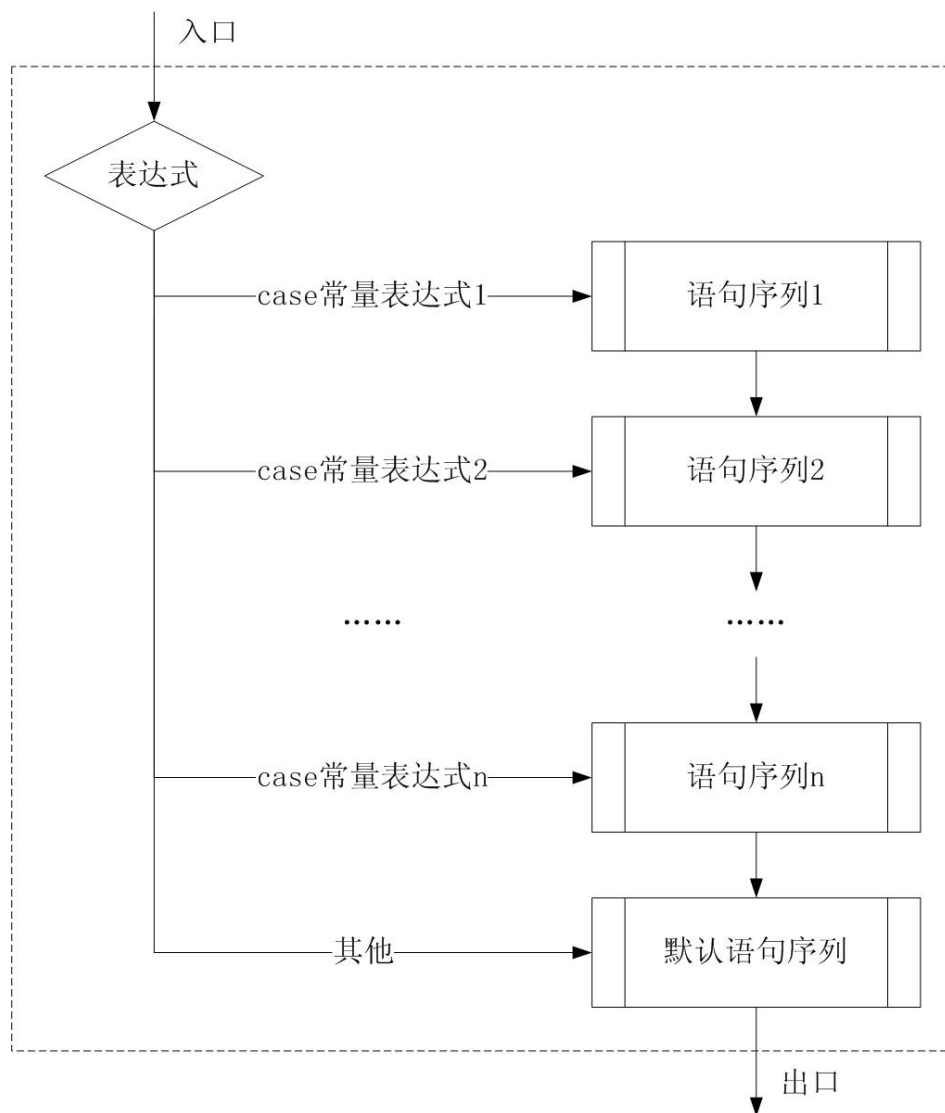 入口
表达式
case常量表达式1
语句序列1
case常量表达式2
语句序列2
……
……
case常量表达式n
语句序列n
其他
默认语句序列
出口